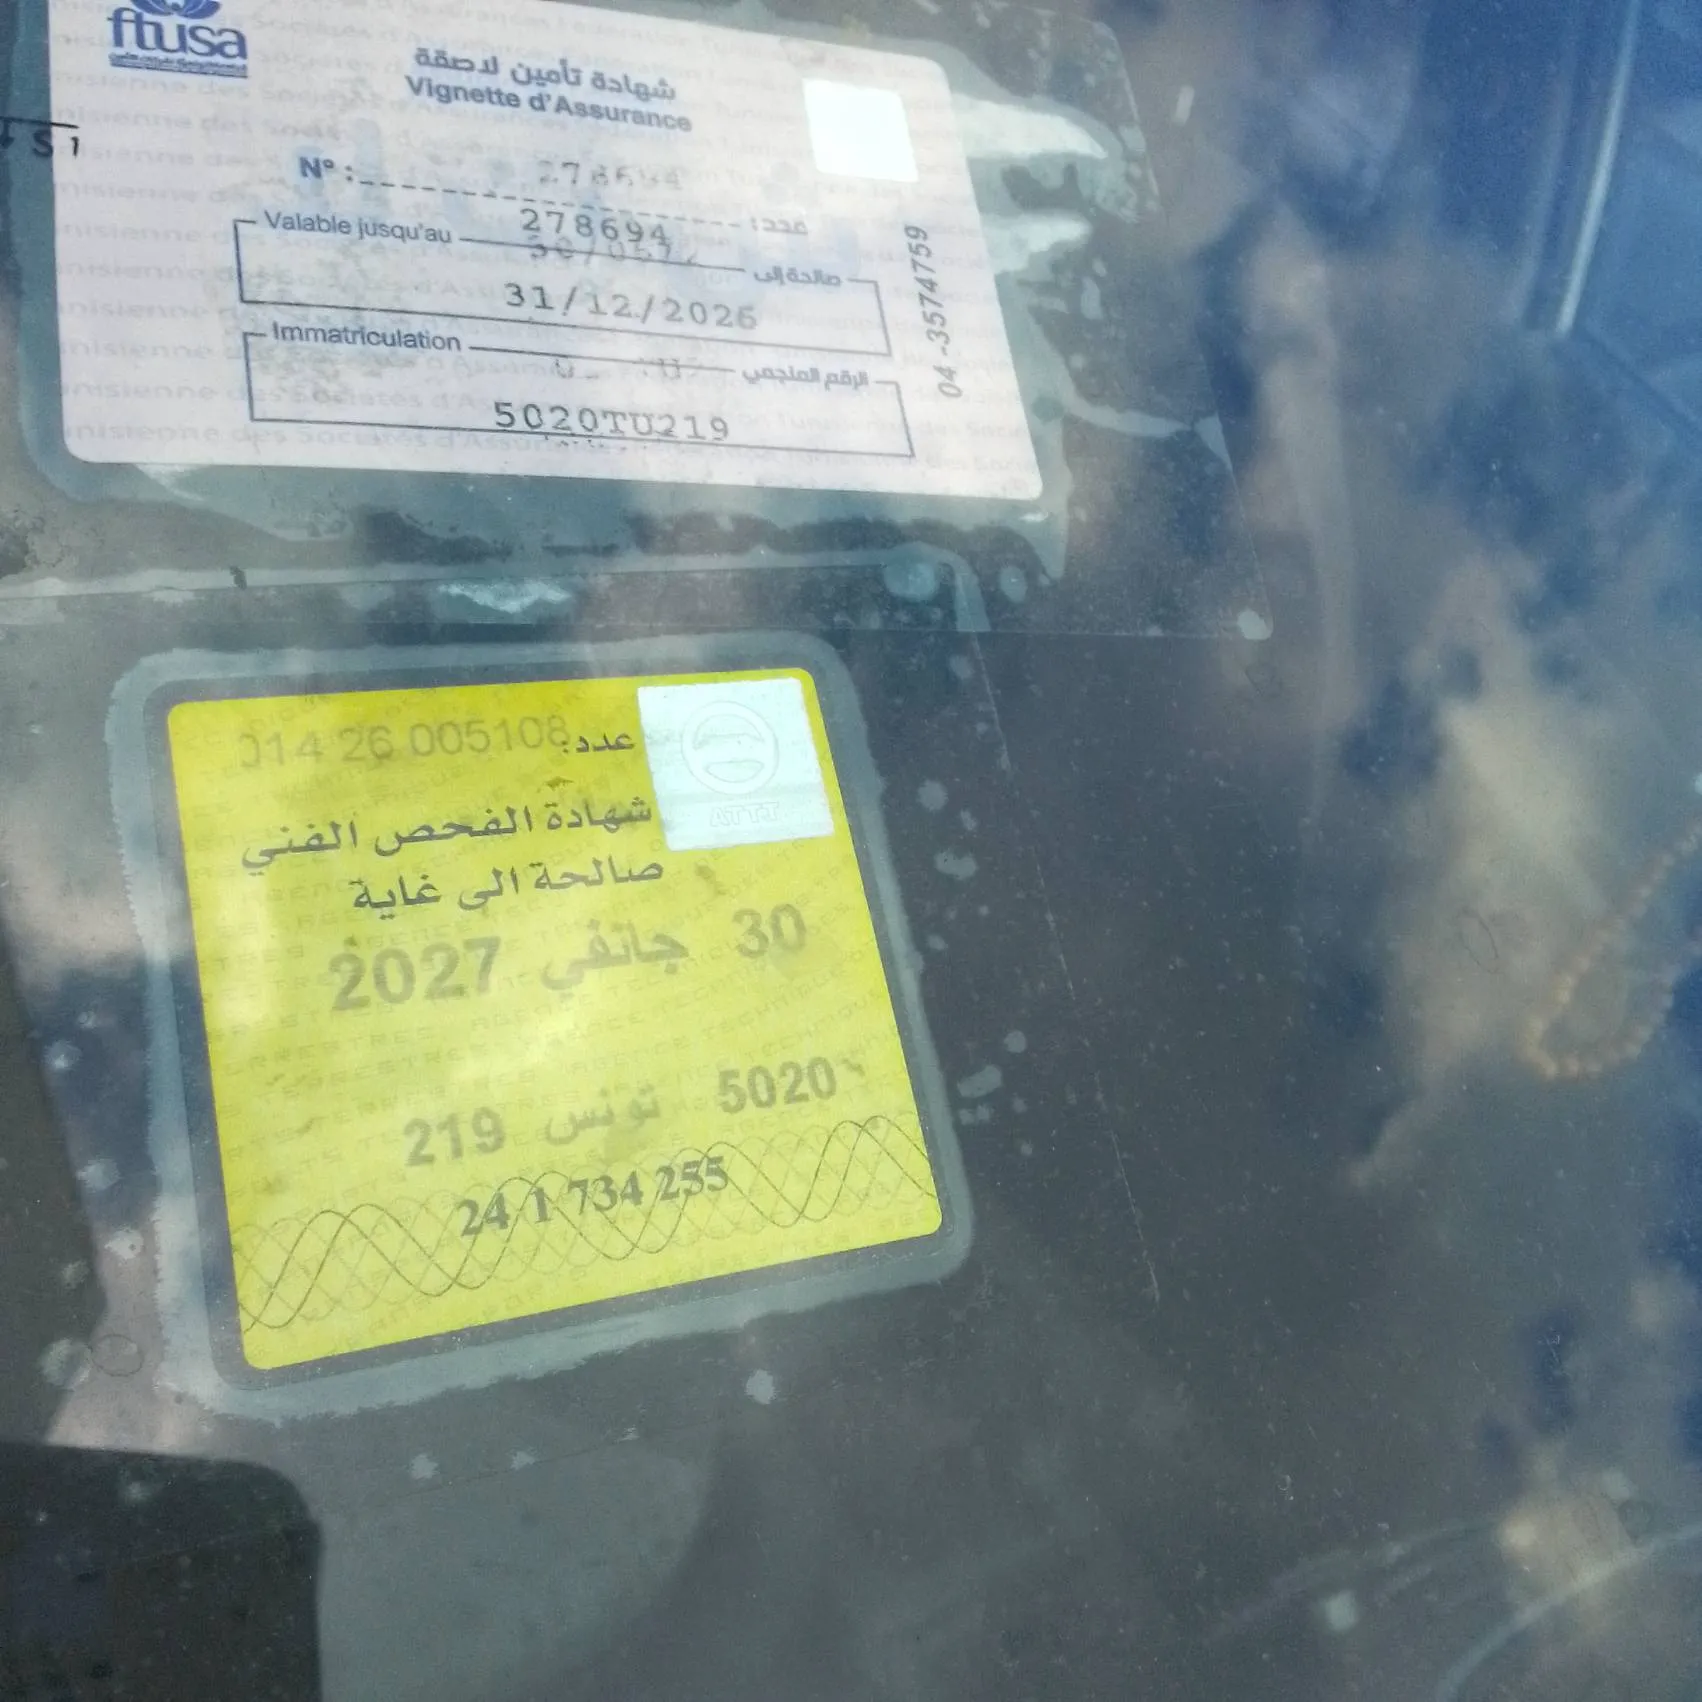 ftusa
شهادة تأمين لاصقة
Vignette d'Assurance
N° : 278694 عدد:
Valable jusqu'au صالحة إلى
31/12/2026
Immatriculation الرقم المنجمي
5020TU219
04 -3574759
عدد: 014 26 005108
شهادة الفحص الفني
صالحة الى غاية
30 جانفي 2027
5020 تونس 219
24 1 734 255
ATTT